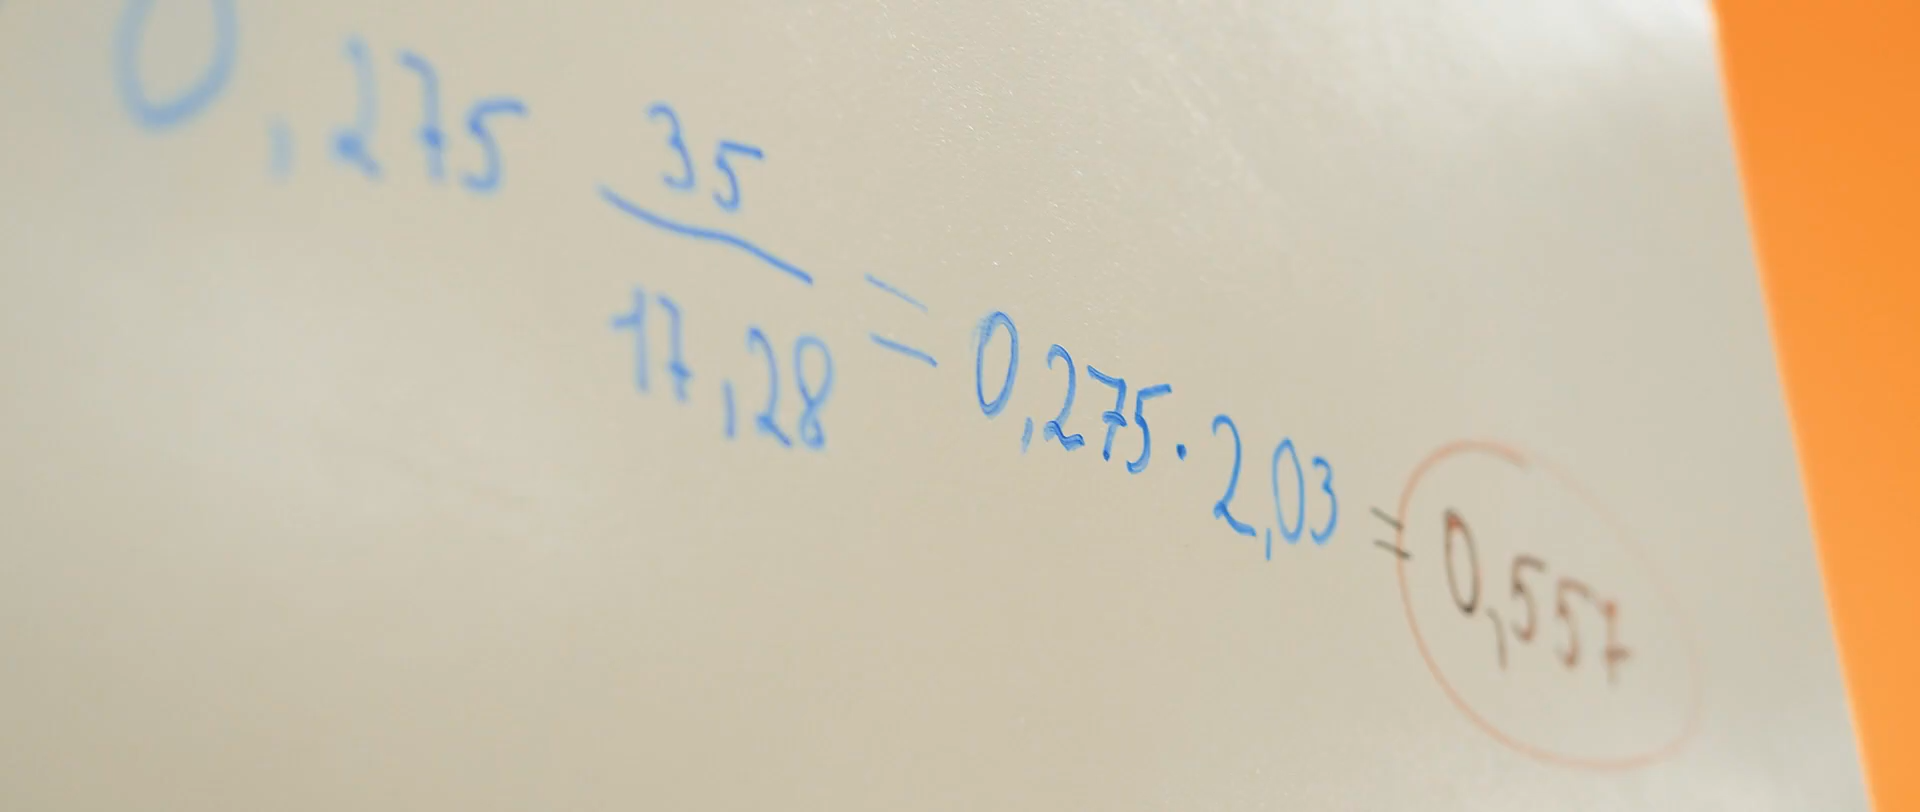 0,275 35/17,28 = 0,275 · 2,03 = 0,557